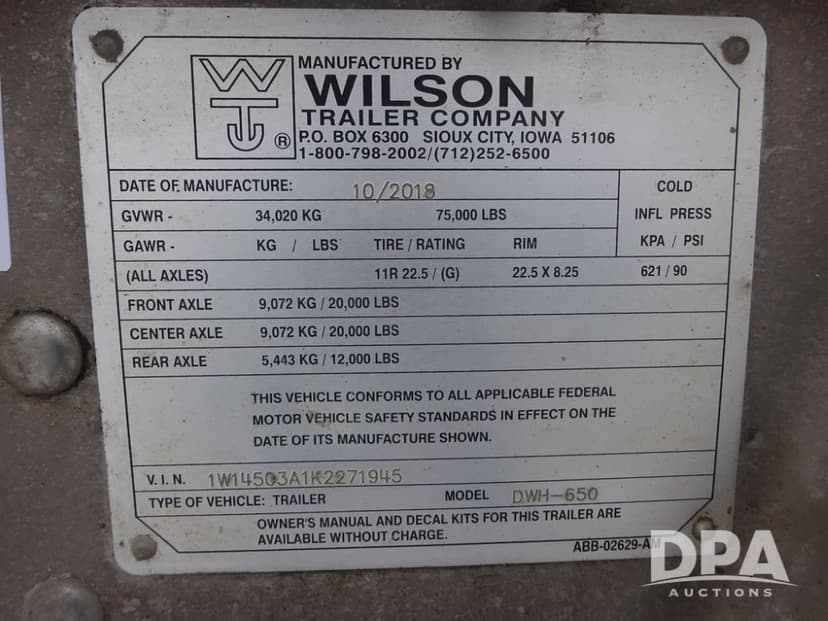 MANUFACTURED BY
WILSON
TRAILER COMPANY
WT ®
P.O. BOX 6300 SIOUX CITY, IOWA 51106
1-800-798-2002/(712)252-6500
DATE OF MANUFACTURE: 10/2018 COLD
GVWR - 34,020 KG 75,000 LBS INFL PRESS
GAWR - KG / LBS TIRE / RATING RIM KPA / PSI
(ALL AXLES) 11R 22.5 / (G) 22.5 X 8.25 621 / 90
FRONT AXLE 9,072 KG / 20,000 LBS
CENTER AXLE 9,072 KG / 20,000 LBS
REAR AXLE 5,443 KG / 12,000 LBS
THIS VEHICLE CONFORMS TO ALL APPLICABLE FEDERAL
MOTOR VEHICLE SAFETY STANDARDS IN EFFECT ON THE
DATE OF ITS MANUFACTURE SHOWN.
V. I. N. 1W14503A1K2271945
TYPE OF VEHICLE: TRAILER MODEL DWH-650
OWNER'S MANUAL AND DECAL KITS FOR THIS TRAILER ARE
AVAILABLE WITHOUT CHARGE.
ABB-02629-AM
DPA
AUCTIONS